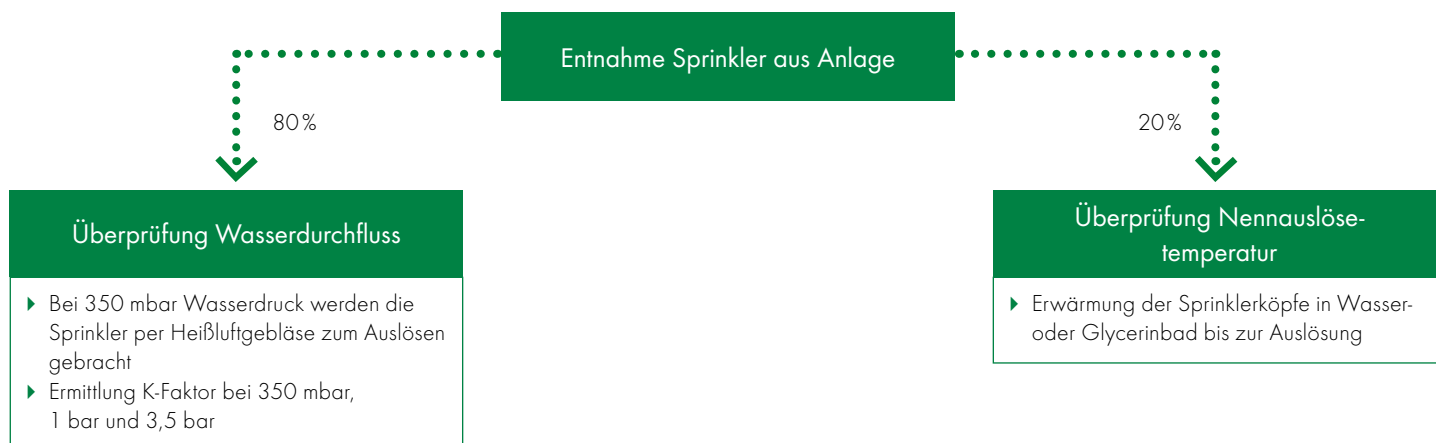 Entnahme Sprinkler aus Anlage
80%
20%
Überprüfung Wasserdurchfluss
Bei 350 mbar Wasserdruck werden die
Sprinkler per Heißluftgebläse zum Auslösen
gebracht
Ermittlung K-Faktor bei 350 mbar,
1 bar und 3,5 bar
Überprüfung Nennauslöse-
temperatur
Erwärmung der Sprinklerköpfe in Wasser-
oder Glycerinbad bis zur Auslösung